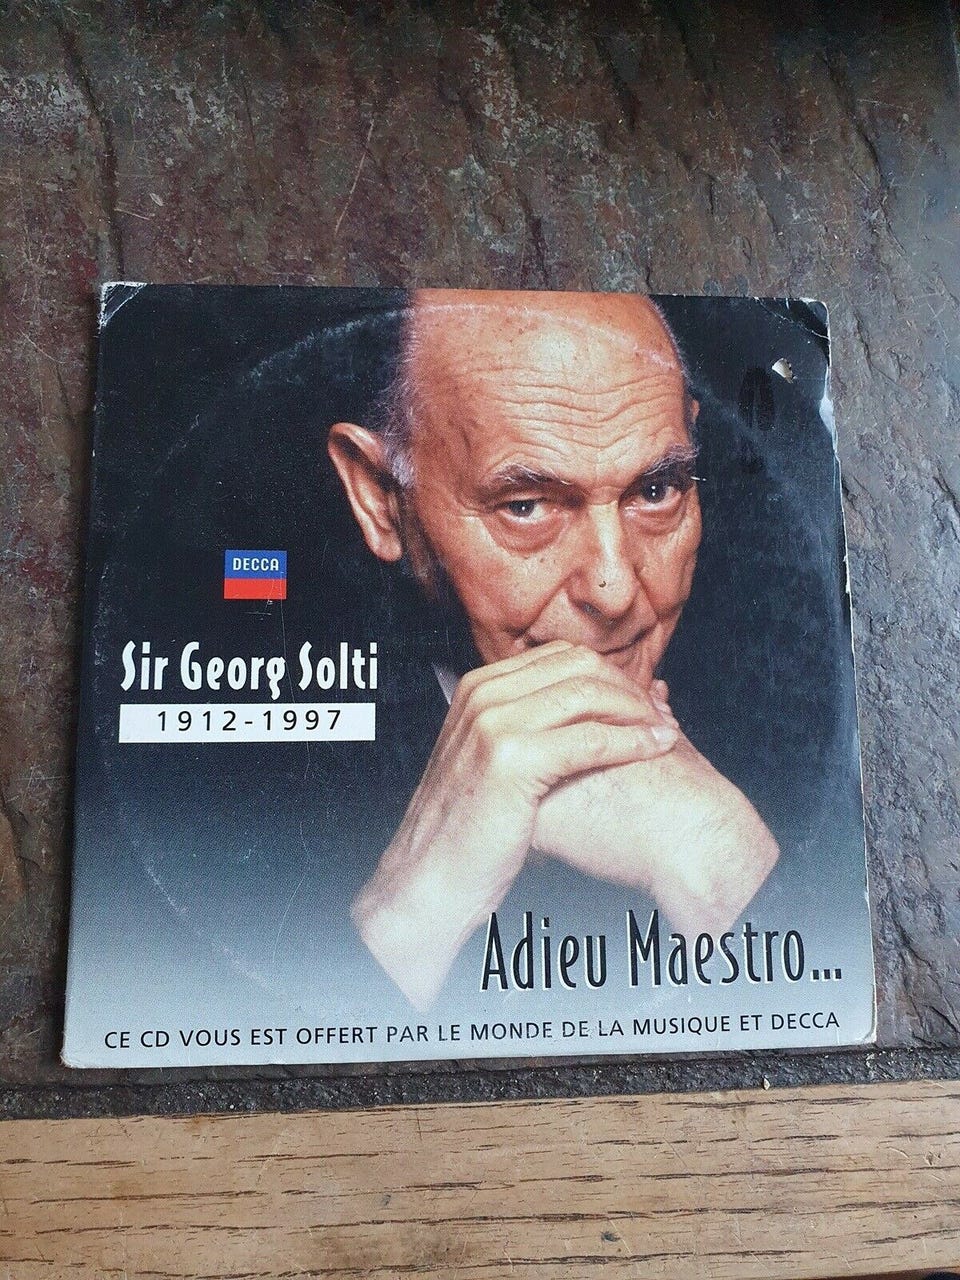 DECCA
Sir Georg Solti
1912-1997
Adieu Maestro...
CE CD VOUS EST OFFERT PAR LE MONDE DE LA MUSIQUE ET DECCA